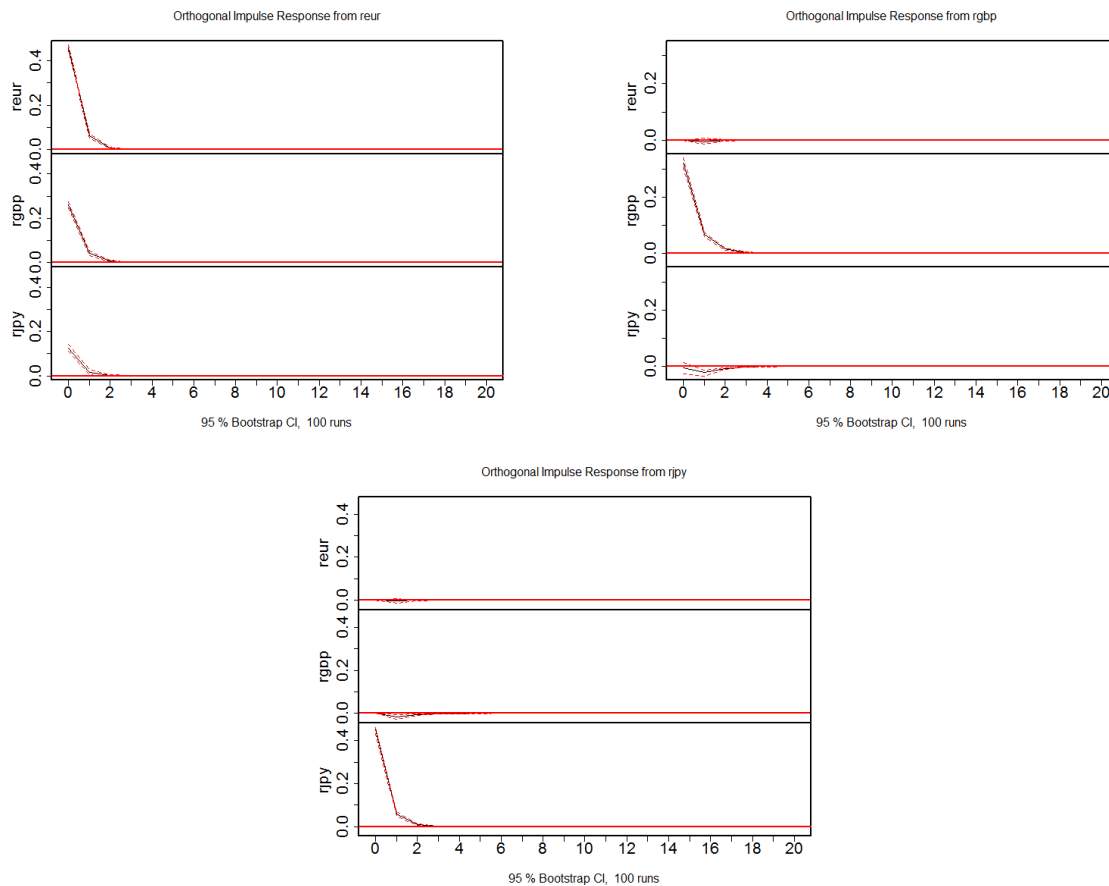 Orthogonal Impulse Response from reur
reur
0.0 0.2 0.4
rgbp
0.0 0.2 0.4
rjpy
0.0 0.2 0.4
0 2 4 6 8 10 12 14 16 18 20
95 % Bootstrap CI, 100 runs
Orthogonal Impulse Response from rgbp
reur
0.0 0.2
rgbp
0.0 0.2
rjpy
0.0 0.2
0 2 4 6 8 10 12 14 16 18 20
95 % Bootstrap CI, 100 runs
Orthogonal Impulse Response from rjpy
reur
0.0 0.2 0.4
rgbp
0.0 0.2 0.4
rjpy
0.0 0.2 0.4
0 2 4 6 8 10 12 14 16 18 20
95 % Bootstrap CI, 100 runs